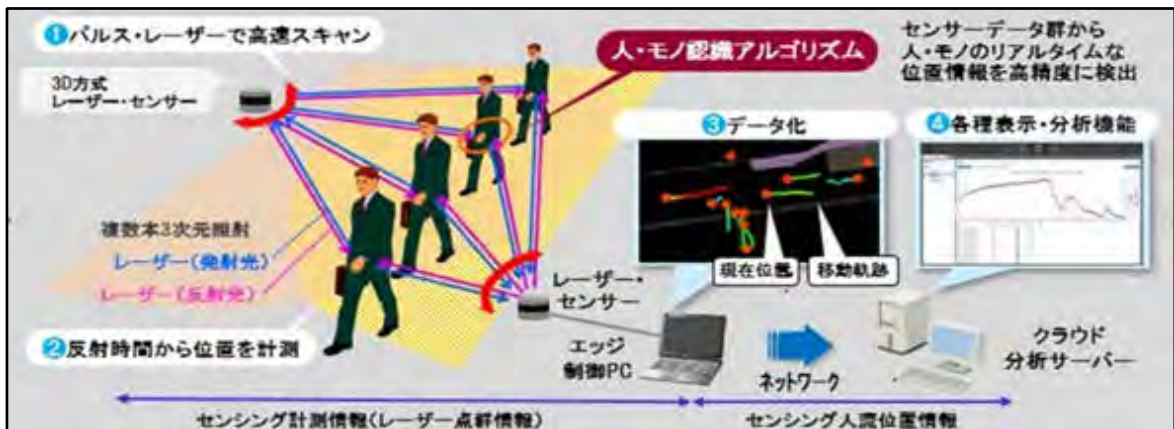 ❶パルス・レーザーで高速スキャン
3D方式
レーザー・センサー
人・モノ認識アルゴリズム
センサーデータ群から
人・モノのリアルタイムな
位置情報を高精度に検出
❸データ化
❹各種表示・分析機能
複数本3次元照射
レーザー(発射光)
レーザー(反射光)
現在位置
移動軌跡
レーザー・
センサー
❷反射時間から位置を計測
エッジ
制御PC
ネットワーク
クラウド
分析サーバー
センシング計測情報(レーザー点群情報)
センシング人流位置情報